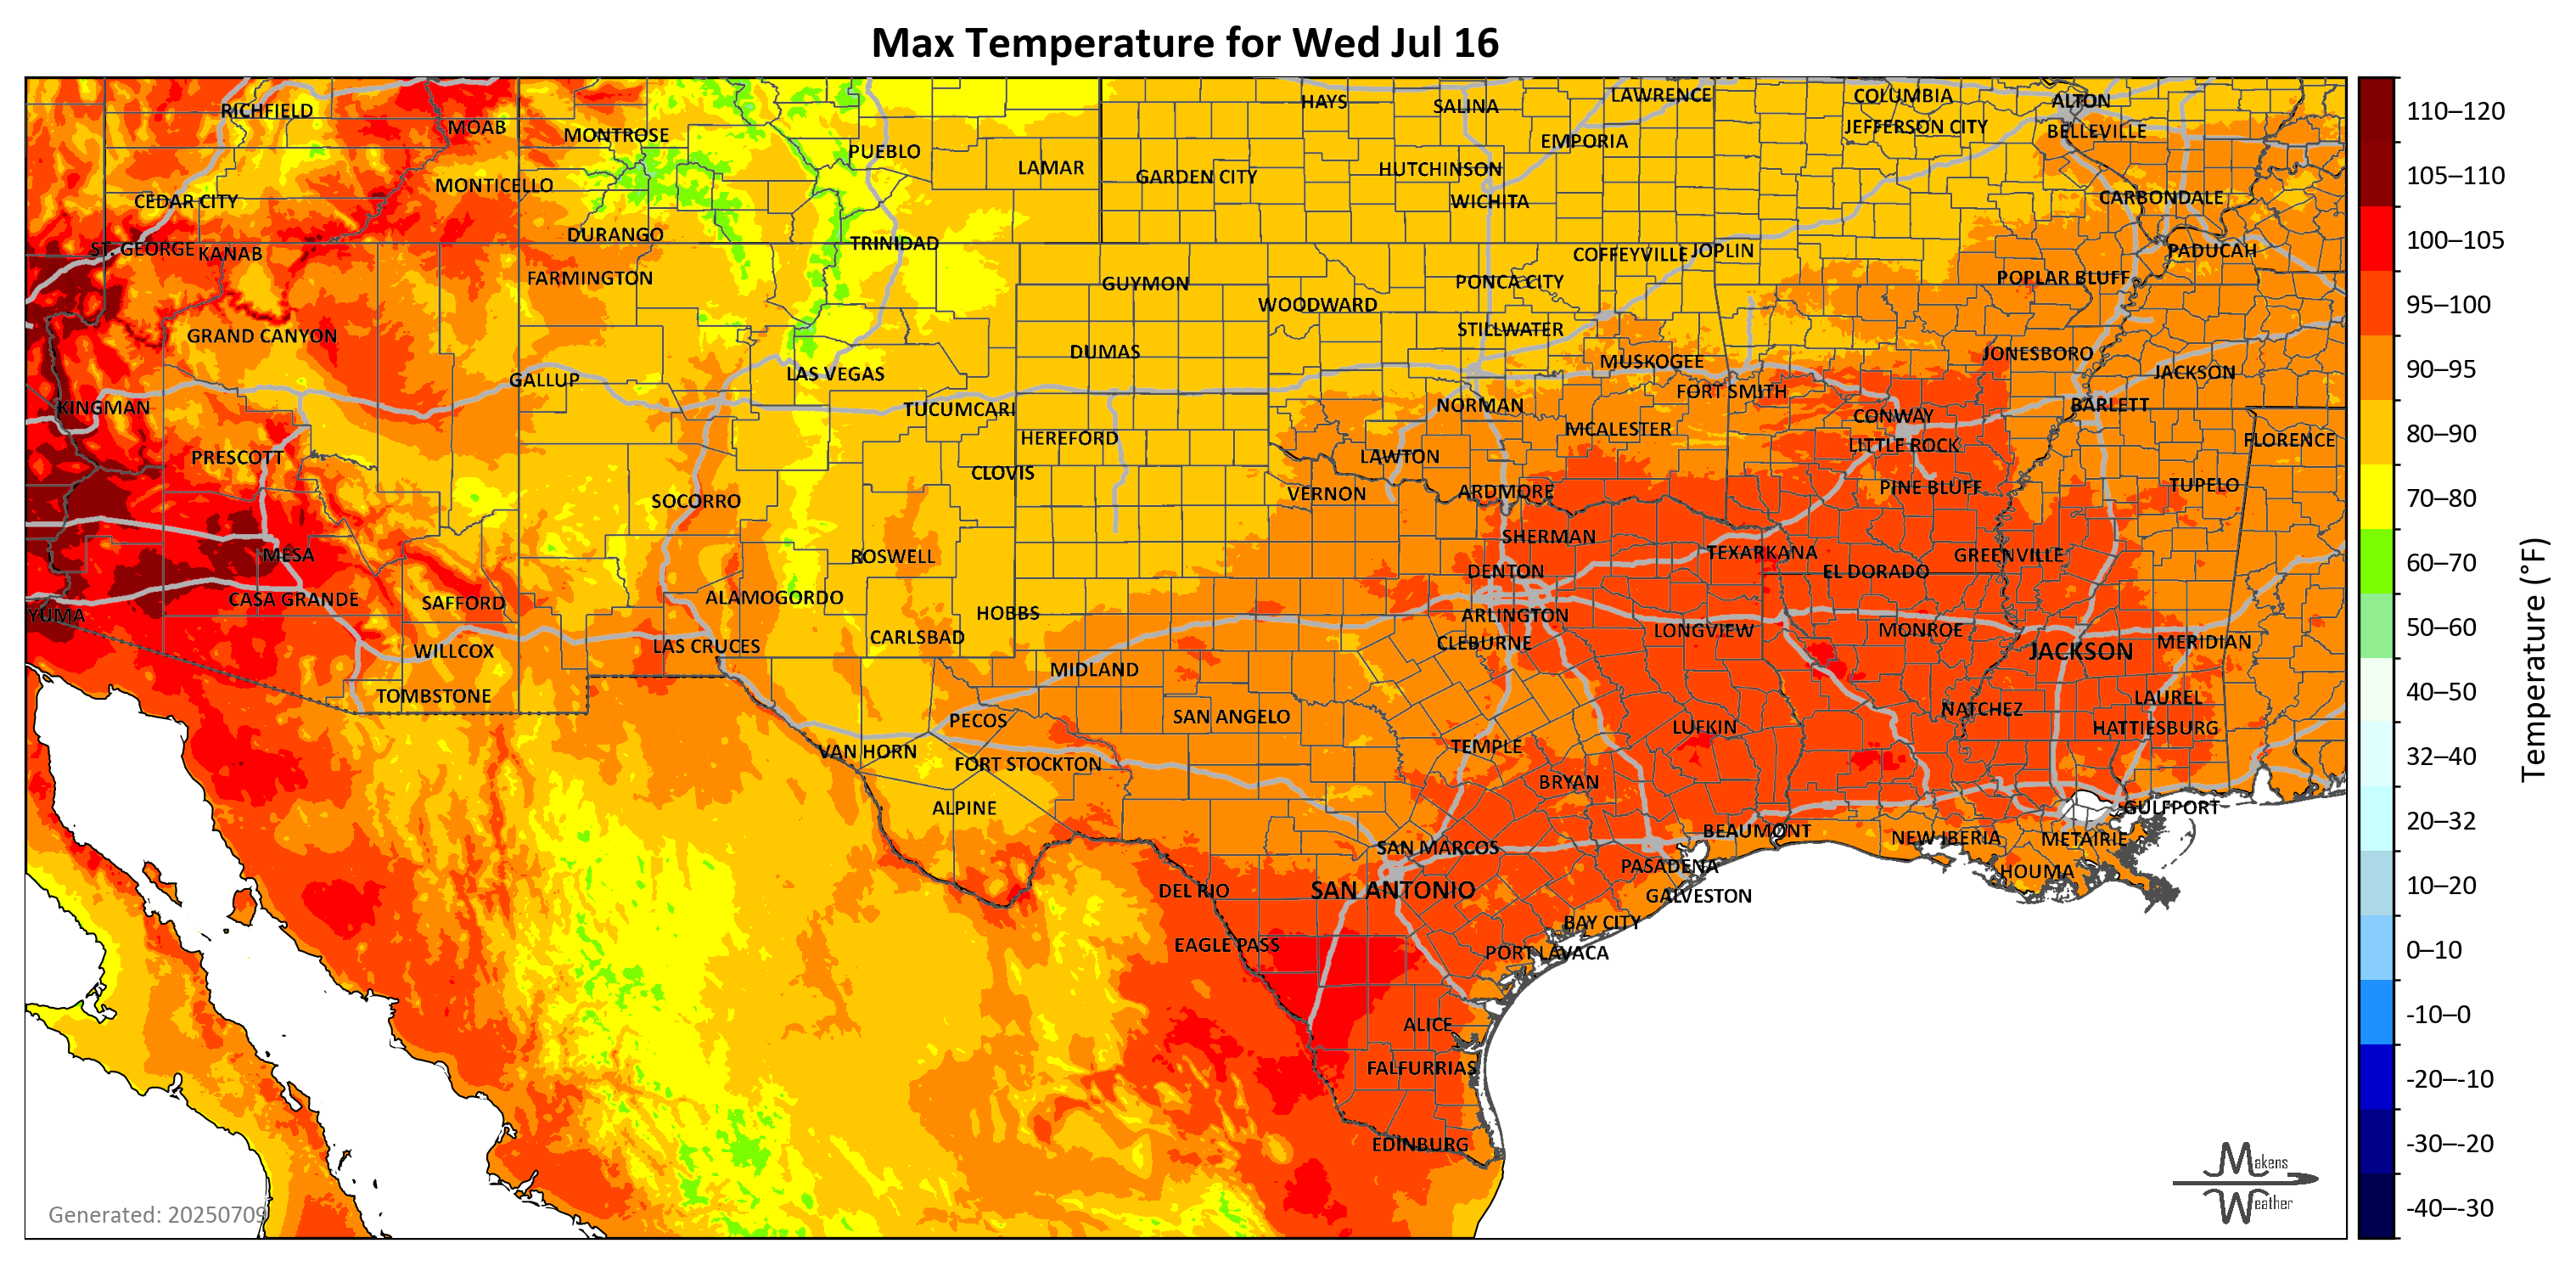 Max Temperature for Wed Jul 16
RICHFIELD
MOAB
MONTROSE
PUEBLO
LAMAR
HAYS
SALINA
LAWRENCE
COLUMBIA
ALTON
EMPORIA
JEFFERSON CITY
BELLEVILLE
CEDAR CITY
MONTICELLO
GARDEN CITY
HUTCHINSON
WICHITA
CARBONDALE
ST. GEORGE
KANAB
DURANGO
TRINIDAD
COFFEYVILLE
JOPLIN
PADUCAH
FARMINGTON
GUYMON
PONCA CITY
POPLAR BLUFF
WOODWARD
GRAND CANYON
STILLWATER
DUMAS
MUSKOGEE
JONESBORO
GALLUP
LAS VEGAS
FORT SMITH
JACKSON
KINGMAN
TUCUMCARI
NORMAN
CONWAY
BARLETT
PRESCOTT
HEREFORD
MCALESTER
LITTLE ROCK
FLORENCE
CLOVIS
LAWTON
SOCORRO
VERNON
ARDMORE
PINE BLUFF
TUPELO
MESA
ROSWELL
SHERMAN
TEXARKANA
GREENVILLE
DENTON
EL DORADO
YUMA
CASA GRANDE
SAFFORD
ALAMOGORDO
HOBBS
ARLINGTON
WILLCOX
LAS CRUCES
CARLSBAD
CLEBURNE
LONGVIEW
MONROE
JACKSON
MERIDIAN
TOMBSTONE
MIDLAND
PECOS
SAN ANGELO
NATCHEZ
LAUREL
VAN HORN
FORT STOCKTON
TEMPLE
LUFKIN
HATTIESBURG
ALPINE
BRYAN
GULFPORT
SAN MARCOS
BEAUMONT
NEW IBERIA
METAIRIE
DEL RIO
SAN ANTONIO
PASADENA
HOUMA
GALVESTON
EAGLE PASS
BAY CITY
PORT LAVACA
ALICE
FALFURRIAS
EDINBURG
Generated: 20250709
Makens
Weather
110–120
105–110
100–105
95–100
90–95
80–90
70–80
60–70
50–60
40–50
32–40
20–32
10–20
0–10
-10–0
-20–-10
-30–-20
-40–-30
Temperature (°F)